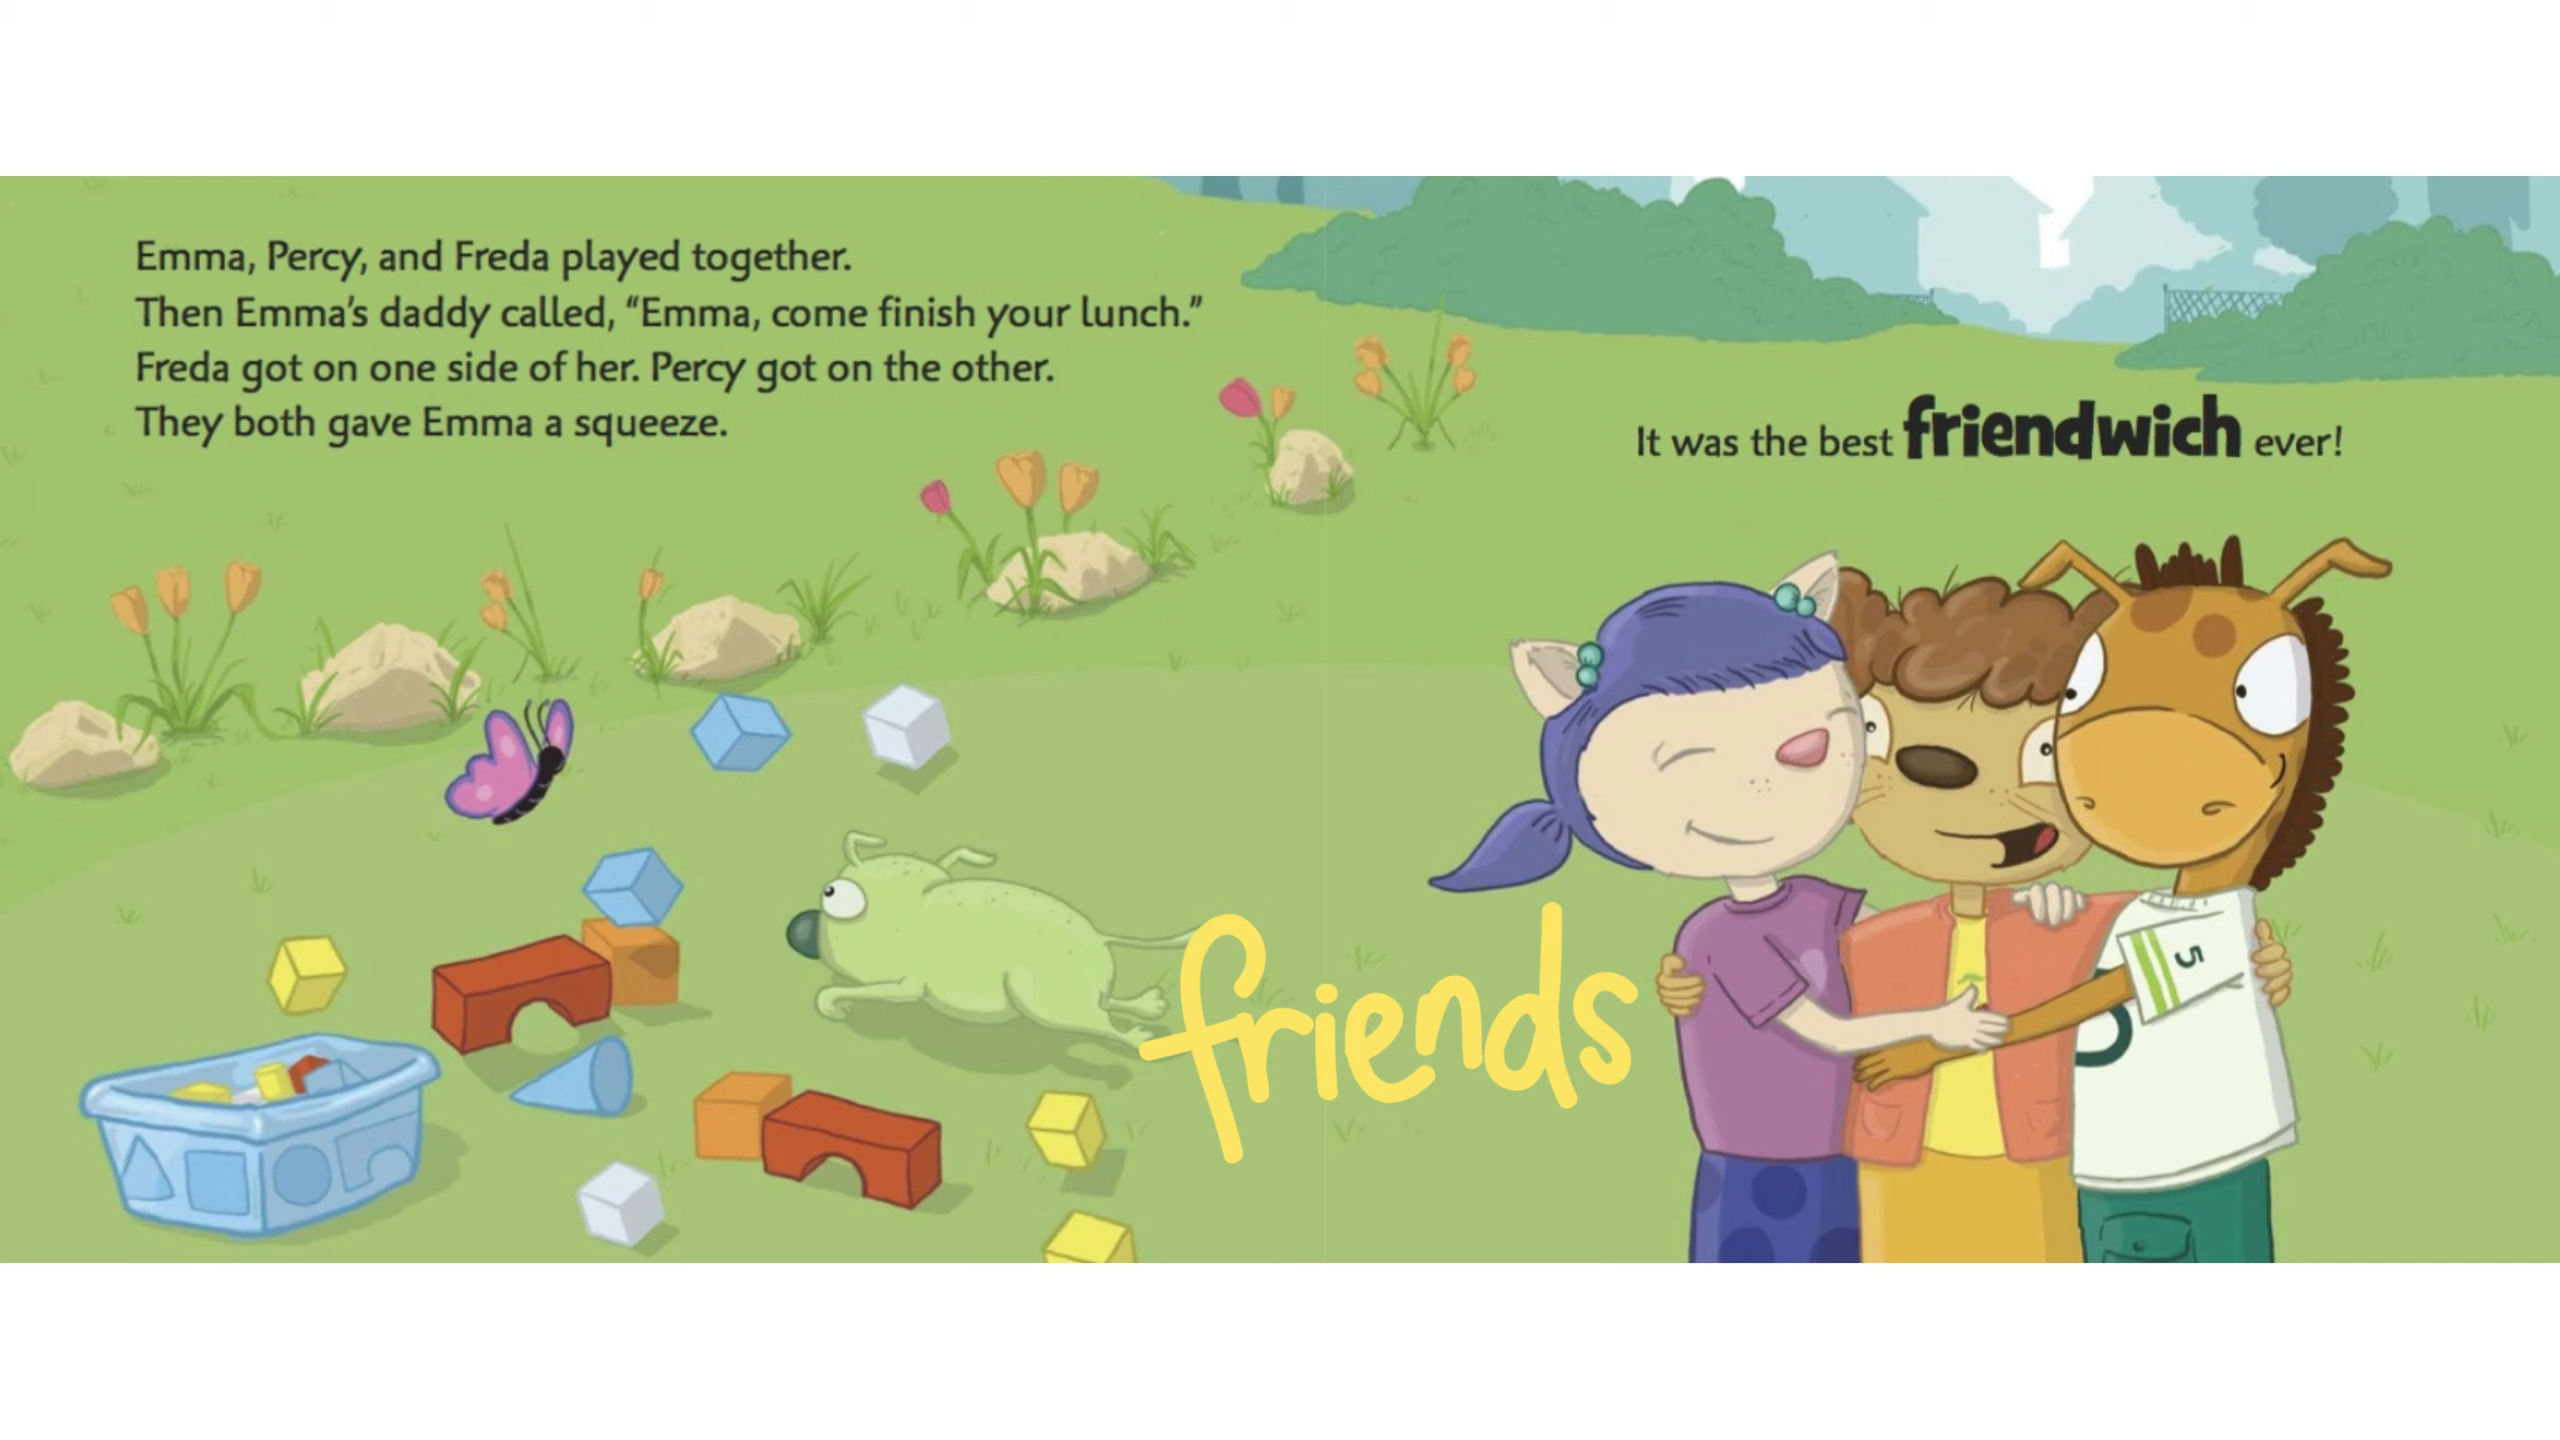 Emma, Percy, and Freda played together.
Then Emma's daddy called, “Emma, come finish your lunch.”
Freda got on one side of her. Percy got on the other.
They both gave Emma a squeeze.
It was the best friendwich ever!
friends
5